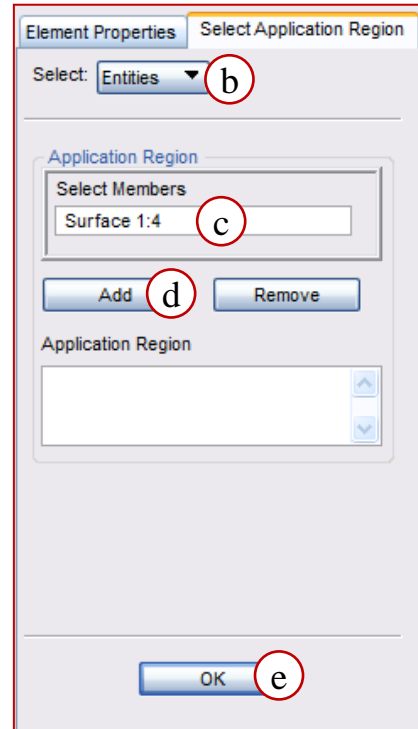 Element Properties Select Application Region
Select: Entities b
Application Region
Select Members
Surface 1:4 c
Add d Remove
Application Region
OK e